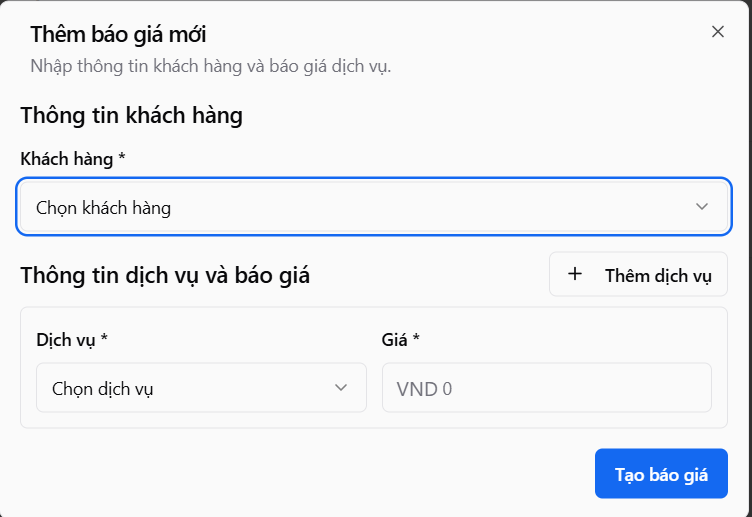 Thêm báo giá mới
Nhập thông tin khách hàng và báo giá dịch vụ.
Thông tin khách hàng
Khách hàng *
Chọn khách hàng
Thông tin dịch vụ và báo giá
Thêm dịch vụ
Dịch vụ *
Giá *
Chọn dịch vụ
VND 0
Tạo báo giá